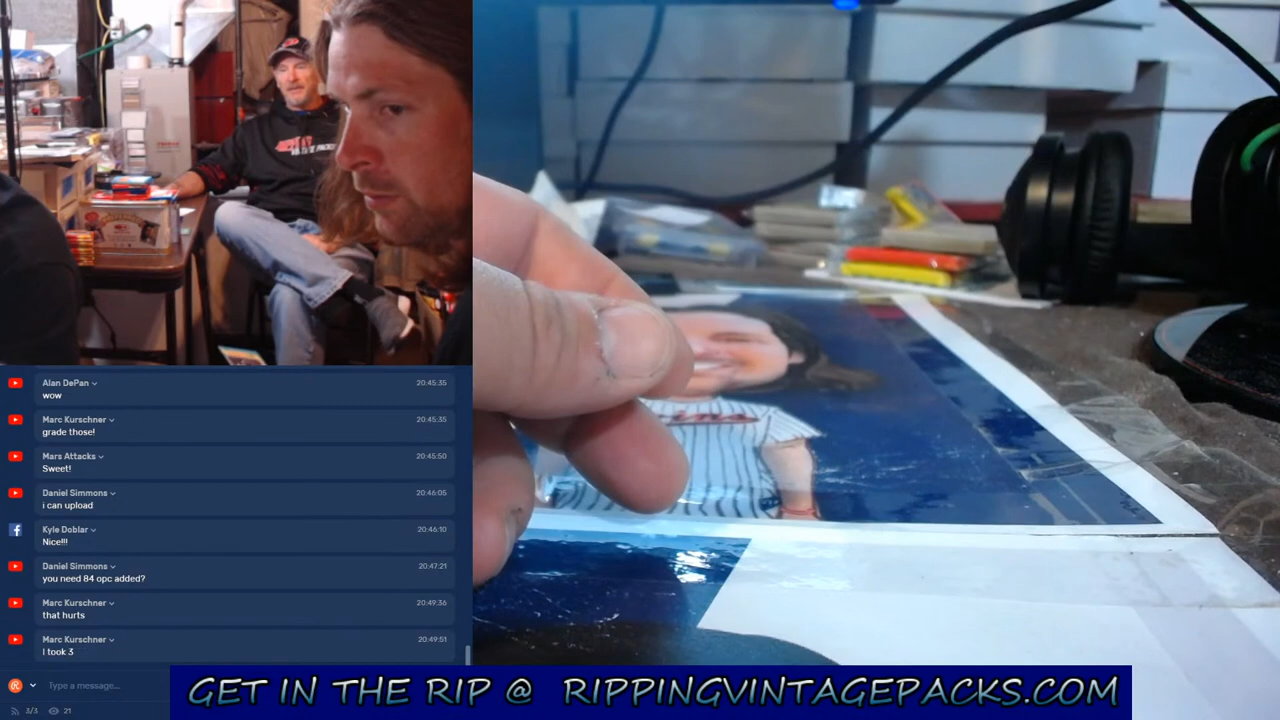 Alan DePan
20:45:35
wow
Marc Kurschner
20:45:35
grade those!
Mars Attacks
20:45:50
Sweet!
Daniel Simmons
20:46:05
i can upload
Kyle Doblar
20:46:10
Nice!!!
Daniel Simmons
20:47:21
you need 84 opc added?
Marc Kurschner
20:49:36
that hurts
Marc Kurschner
20:49:51
I took 3
Type a message...
3/3
21
GET IN THE RIP @ RIPPINGVINTAGEPACKS.COM